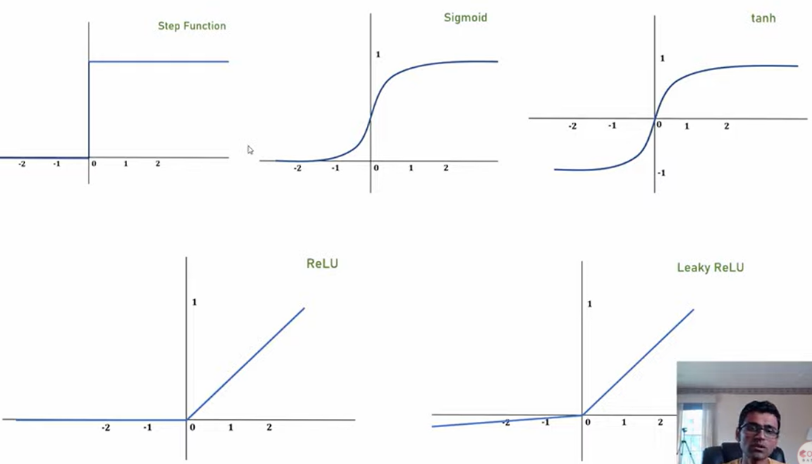 Step Function
-2 -1 0 1 2
Sigmoid
1
-2 -1 0 1 2
tanh
1
-2 -1 0 1 2
-1
ReLU
1
-2 -1 0 1 2
Leaky ReLU
1
-2 -1 0 1 2